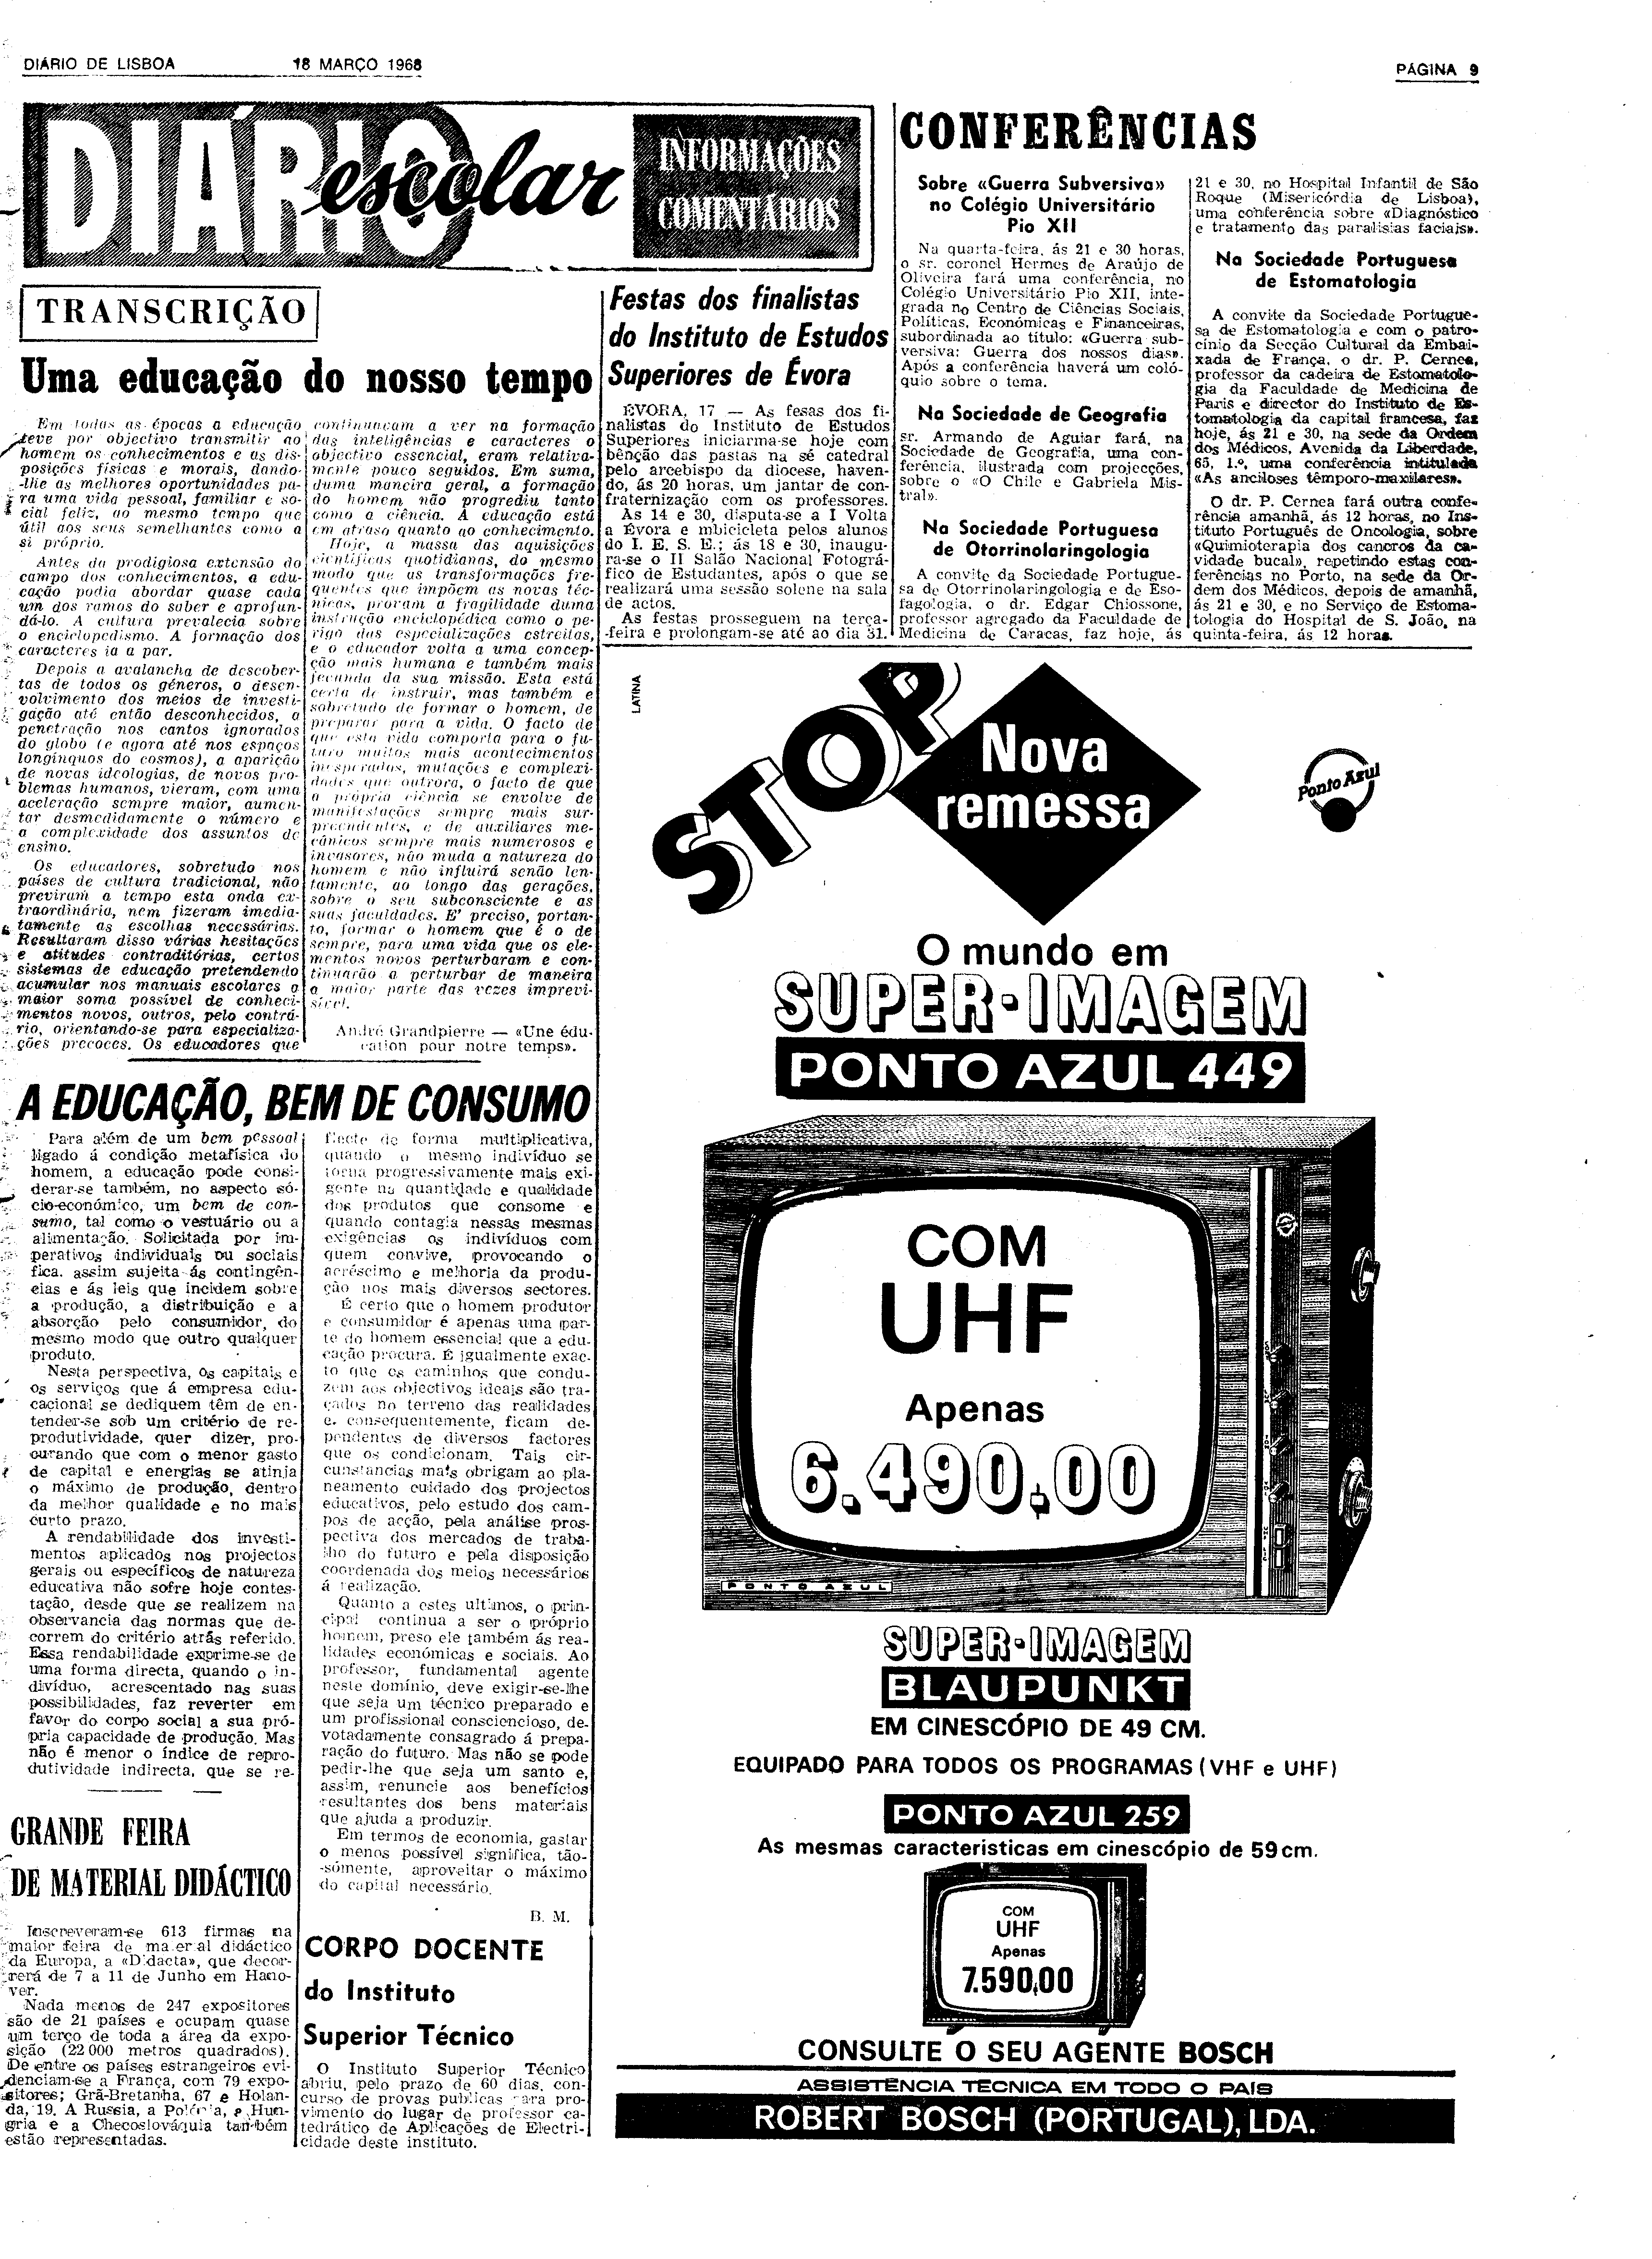 DIÁRIO DE LISBOA
18 MARÇO 1968
PÁGINA 9
DIÁRIO
escolar
INFORMAÇÕES
COMENTÁRIOS
TRANSCRIÇÃO
Uma educação do nosso tempo
Em todas as épocas a educação
teve por objectivo transmitir ao
homem os conhecimentos e as dis-
posições físicas e morais, dando-
-lhe as melhores oportunidades pa-
ra uma vida pessoal, familiar e so-
cial feliz, ao mesmo tempo que
útil aos seus semelhantes como a
si próprio.
Antes da prodigiosa extensão do
campo dos conhecimentos, a edu-
cação podia abordar quase cada
um dos ramos do saber e aprofun-
dá-lo. A cultura prevalecia sobre
o enciclopedismo. A formação dos
caracteres ia a par.
Depois a avalancha de descober-
tas de todos os géneros, o desen-
volvimento dos meios de investi-
gação até então desconhecidos, a
penetração nos cantos ignorados
do globo (e agora até nos espaços
longínquos do cosmos), a aparição
de novas ideologias, de novos pro-
blemas humanos, vieram, com uma
aceleração sempre maior, aumen-
tar desmedidamente o número e
a complexidade dos assuntos de
ensino.
Os educadores, sobretudo nos
países de cultura tradicional, não
previram a tempo esta onda ex-
traordinária, nem fizeram imedia-
tamente as escolhas necessárias.
Resultaram disso várias hesitações
e atitudes contraditórias, certos
sistemas de educação pretendendo
acumular nos manuais escolares a
maior soma possível de conheci-
mentos novos, outros, pelo contrá-
rio, orientando-se para especializa-
ções precoces. Os educadores que
continuacam a ver na formação
das inteligências e caracteres o
objectivo essencial, eram relativa-
mente pouco seguidos. Em suma,
duma maneira geral, a formação
do homem não progrediu tanto
como a ciência. A educação está
em atraso quanto ao conhecimento.
Hoje, a massa das aquisições
científicas quotidianas, do mesmo
modo que as transformações fre-
quentes que impõem as novas téc-
nicas, provam a fragilidade duma
instrução enciclopédica como o pe-
rigo das especializações estreitas,
e o educador volta a uma concep-
ção mais humana e também mais
fecunda da sua missão. Esta está
certa de instruir, mas também e
sobretudo de formar o homem, de
preparar para a vida. O facto de
que esta vida comporta para o fu-
turo muitos mais acontecimentos
inesperados, mutações e complexi-
dades que outrora, o facto de que
a própria ciência se envolve de
manifestações sempre mais sur-
preendentes, e de auxiliares me-
cânicos sempre mais numerosos e
invasores, não muda a natureza do
homem e não influirá senão len-
tamente, ao longo das gerações,
sobre o seu subconsciente e as
suas faculdades. E' preciso, portan-
to, formar o homem que é o de
sempre, para uma vida que os ele-
mentos novos perturbaram e con-
tinuarão a perturbar de maneira
a maior parte das vezes imprevi-
sível.
André Grandpierre — «Une édu-
cation pour notre temps».
A EDUCAÇÃO, BEM DE CONSUMO
Para além de um bem pessoal
ligado á condição metafísica do
homem, a educação pode consi-
derar-se também, no aspecto só-
cio-económico, um bem de con-
sumo, tal como o vestuário ou a
alimentação. Solicitada por im-
perativos individuais ou sociais
fica. assim sujeita ás contingên-
cias e ás leis que incidem sobre
a produção, a distribuição e a
absorção pelo consumidor, do
mesmo modo que outro qualquer
produto.
Nesta perspectiva, os capitais e
os serviços que á empresa edu-
cacional se dediquem têm de en-
tender-se sob um critério de re-
produtividade, quer dizer, pro-
curando que com o menor gasto
de capital e energias se atinja
o máximo de produção, dentro
da melhor qualidade e no mais
curto prazo.
A rendabilidade dos investi-
mentos aplicados nos projectos
gerais ou específicos de natureza
educativa não sofre hoje contes-
tação, desde que se realizem na
observancia das normas que de-
correm do critério atrás referido.
Essa rendabilidade exprime-se de
uma forma directa, quando o in-
divíduo, acrescentado nas suas
possibilidades, faz reverter em
favor do corpo social a sua pró-
pria capacidade de produção. Mas
não é menor o índice de repro-
dutividade indirecta, que se re-
flecte de forma multiplicativa,
quando o mesmo indivíduo se
torna progressivamente mais exi-
gente na quantidade e qualidade
dos produtos que consome e
quando contagia nessas mesmas
exigências os indivíduos com
quem convive, provocando o
acréscimo e melhoria da produ-
ção nos mais diversos sectores.
É certo que o homem produtor
e consumidor é apenas uma par-
te do homem essencial que a edu-
cação procura. É igualmente exac-
to que os caminhos que condu-
zem aos objectivos ideais são tra-
çados no terreno das realidades
e. consequentemente, ficam de-
pendentes de diversos factores
que os condicionam. Tais cir-
cunstancias mais obrigam ao pla-
neamento cuidado dos projectos
educativos, pelo estudo dos cam-
pos de acção, pela análise pros-
pectiva dos mercados de traba-
lho do futuro e pela disposição
coordenada dos meios necessários
á realização.
Quanto a estes ultimos, o prin-
cipal continua a ser o próprio
homem, preso ele também ás rea-
lidades económicas e sociais. Ao
professor, fundamental agente
neste domínio, deve exigir-se-lhe
que seja um técnico preparado e
um profissional consciencioso, de-
votadamente consagrado á prepa-
ração do futuro. Mas não se pode
pedir-lhe que seja um santo e,
assim, renuncie aos benefícios
resultantes dos bens materiais
que ajuda a produzir.
Em termos de economia, gastar
o menos possível significa, tão-
-sòmente, aproveitar o máximo
do capital necessário.
B. M.
GRANDE FEIRA
DE MATERIAL DIDÁCTICO
Inscreveram-se 613 firmas na
maior feira de ma erial didáctico
da Europa, a «Didacta», que decor-
rerá de 7 a 11 de Junho em Hano-
ver.
Nada menos de 247 expositores
são de 21 países e ocupam quase
um terço de toda a área da expo-
sição (22 000 metros quadrados).
De entre os países estrangeiros evi-
denciam-se a França, com 79 expo-
sitores; Grã-Bretanha, 67 e Holan-
da, 19. A Russia, a Polónia, a Hun-
gria e a Checoslováquia também
estão representadas.
CORPO DOCENTE
do Instituto
Superior Técnico
O Instituto Superior Técnico
abriu, pelo prazo de 60 dias, con-
curso de provas publicas para pro-
vimento do lugar de professor ca-
tedrático de Aplicações de Electri-
cidade deste instituto.
Festas dos finalistas
do Instituto de Estudos
Superiores de Évora
ÉVORA, 17 — As fesas dos fi-
nalistas do Instituto de Estudos
Superiores iniciarma-se hoje com
bênção das pastas na sé catedral
pelo arcebispo da diocese, haven-
do, ás 20 horas, um jantar de con-
fraternização com os professores.
As 14 e 30, disputa-se a I Volta
a Évora e mbicicleta pelos alunos
do I. E. S. E.; ás 18 e 30, inaugu-
ra-se o II Salão Nacional Fotográ-
fico de Estudantes, após o que se
realizará uma sessão solene na sala
de actos.
As festas prosseguem na terça-
-feira e prolongam-se até ao dia 31.
CONFERÊNCIAS
Sobre «Guerra Subversiva»
no Colégio Universitário
Pio XII
Na quarta-feira, ás 21 e 30 horas,
o sr. coronel Hermes de Araújo de
Oliveira fará uma conferência, no
Colégio Universitário Pio XII, inte-
grada no Centro de Ciências Sociais,
Políticas, Económicas e Financeiras,
subordinada ao título: «Guerra sub-
versiva: Guerra dos nossos dias».
Após a conferência haverá um coló-
quio sobre o tema.
Na Sociedade de Geografia
sr. Armando de Aguiar fará, na
Sociedade de Geografia, uma con-
ferência, ilustrada com projecções,
sobre o «O Chile e Gabriela Mis-
tral».
Na Sociedade Portuguesa
de Otorrinolaringologia
A convite da Sociedade Portugue-
sa de Otorrinolaringologia e de Eso-
fagologia, o dr. Edgar Chiossone,
professor agregado da Faculdade de
Medicina de Caracas, faz hoje, ás
21 e 30, no Hospital Infantil de São
Roque (Misericórdia de Lisboa),
uma conferência sobre «Diagnóstico
e tratamento das paralisias faciais».
Na Sociedade Portuguesa
de Estomatologia
A convite da Sociedade Portugue-
sa de Estomatologia e com o patro-
cínio da Secção Cultural da Embai-
xada de França, o dr. P. Cernea,
professor da cadeira de Estomatolo-
gia da Faculdade de Medicina de
Paris e director do Instituto de Es-
tomatologia da capital francesa, faz
hoje, ás 21 e 30, na sede da Ordem
dos Médicos, Avenida da Liberdade,
65, 1.º, uma conferência intitulada
«As anciloses têmporo-maxilares».
O dr. P. Cernea fará outra confe-
rência amanhã, ás 12 horas, no Ins-
tituto Português de Oncologia, sobre
«Quimioterapia dos cancros da ca-
vidade bucal», repetindo estas con-
ferências no Porto, na sede da Or-
dem dos Médicos, depois de amanhã,
ás 21 e 30, e no Serviço de Estoma-
tologia do Hospital de S. João, na
quinta-feira, ás 12 horas.
LATINA
STOP
Nova
remessa
Ponto Azul
O mundo em
SUPER-IMAGEM
PONTO AZUL 449
COM
UHF
Apenas
6.490,00
PONTO AZUL
SUPER-IMAGEM
BLAUPUNKT
EM CINESCÓPIO DE 49 CM.
EQUIPADO PARA TODOS OS PROGRAMAS (VHF e UHF)
PONTO AZUL 259
As mesmas caracteristicas em cinescópio de 59 cm.
COM
UHF
Apenas
7.590,00
CONSULTE O SEU AGENTE BOSCH
ASSISTÊNCIA TÉCNICA EM TODO O PAÍS
ROBERT BOSCH (PORTUGAL), LDA.